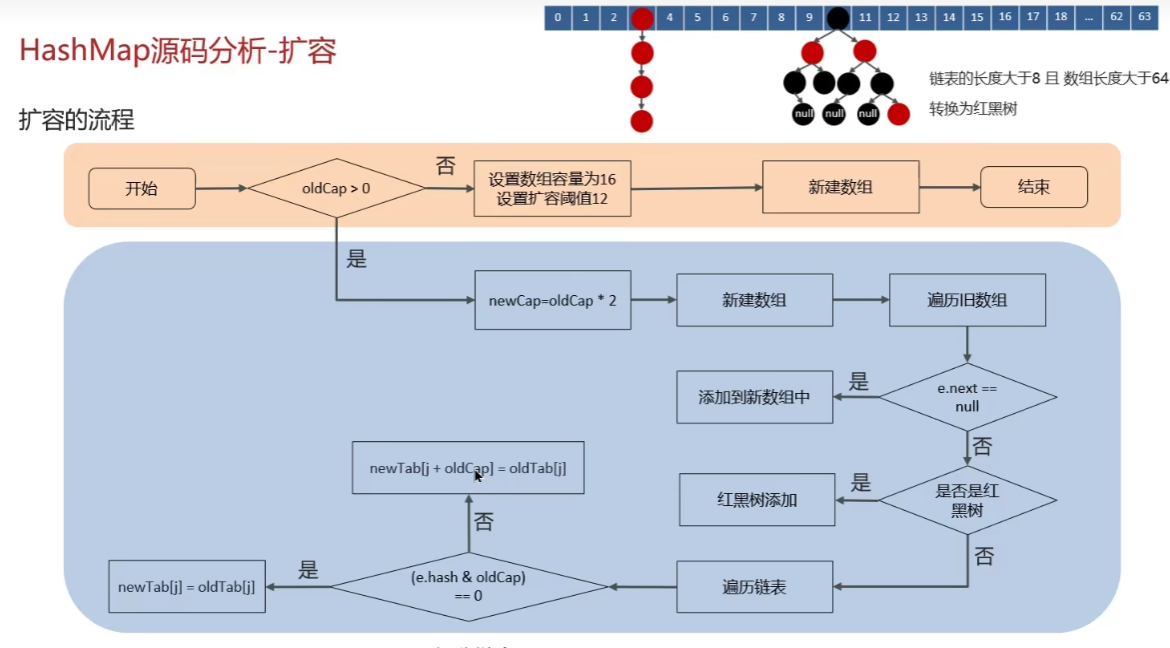 0 1 2 4 5 6 7 8 9 11 12 13 14 15 16 17 18 ... 62 63
HashMap源码分析-扩容
链表的长度大于8 且 数组长度大于64
转换为红黑树
null null null
扩容的流程
开始
oldCap > 0
否
设置数组容量为16
设置扩容阈值12
新建数组
结束
是
newCap=oldCap * 2
新建数组
遍历旧数组
e.next ==
null
是
添加到新数组中
否
是否是红
黑树
是
红黑树添加
否
遍历链表
(e.hash & oldCap)
== 0
否
newTab[j + oldCap] = oldTab[j]
是
newTab[j] = oldTab[j]